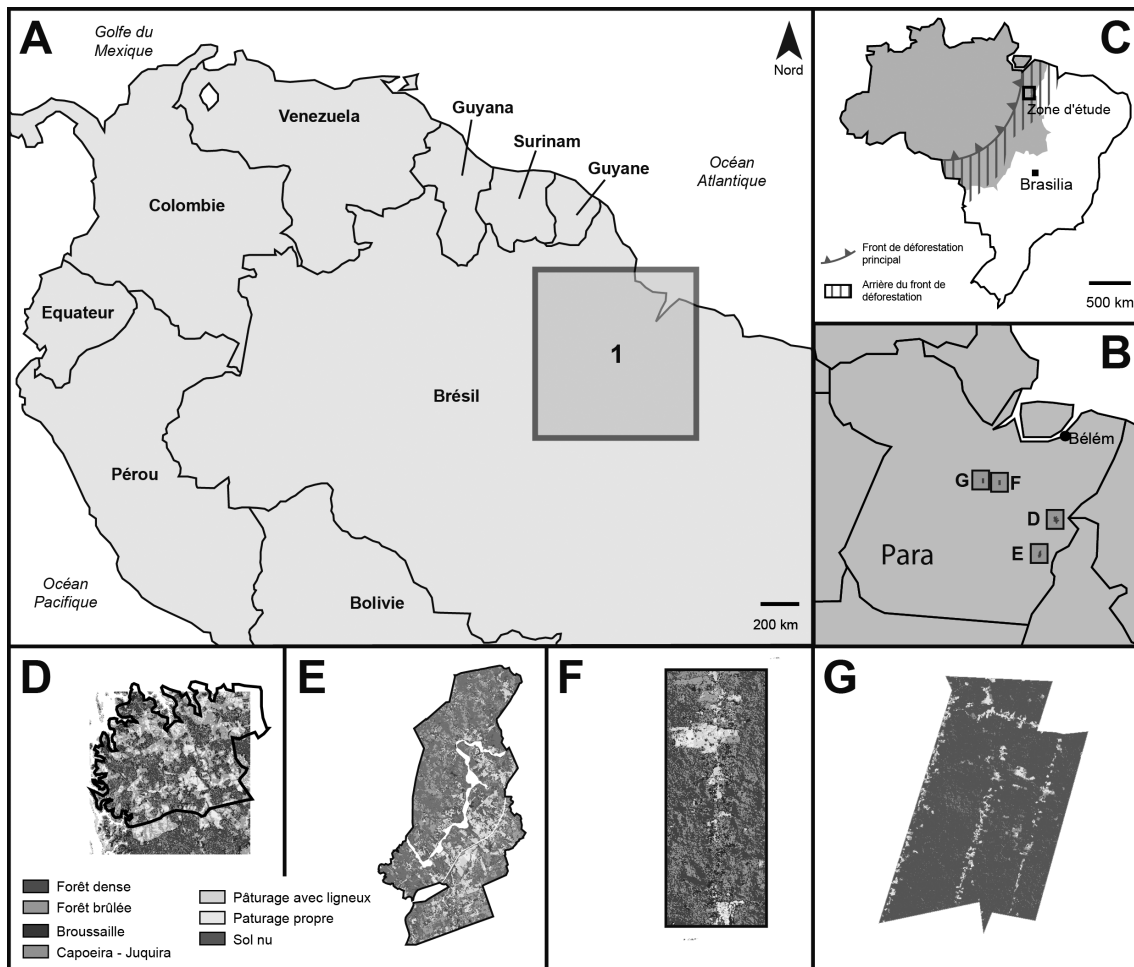 A
Golfe du
Mexique
Nord
Venezuela
Guyana
Surinam
Guyane
Océan
Atlantique
Colombie
Equateur
1
Brésil
Pérou
Océan
Pacifique
Bolivie
200 km
C
Zone d'étude
Brasilia
Front de déforestation
principal
Arrière du front de
déforestation
500 km
B
Bélém
G
F
D
E
Para
D
Forêt dense
Forêt brûlée
Broussaille
Capoeira - Juquira
Pâturage avec ligneux
Paturage propre
Sol nu
E
F
G